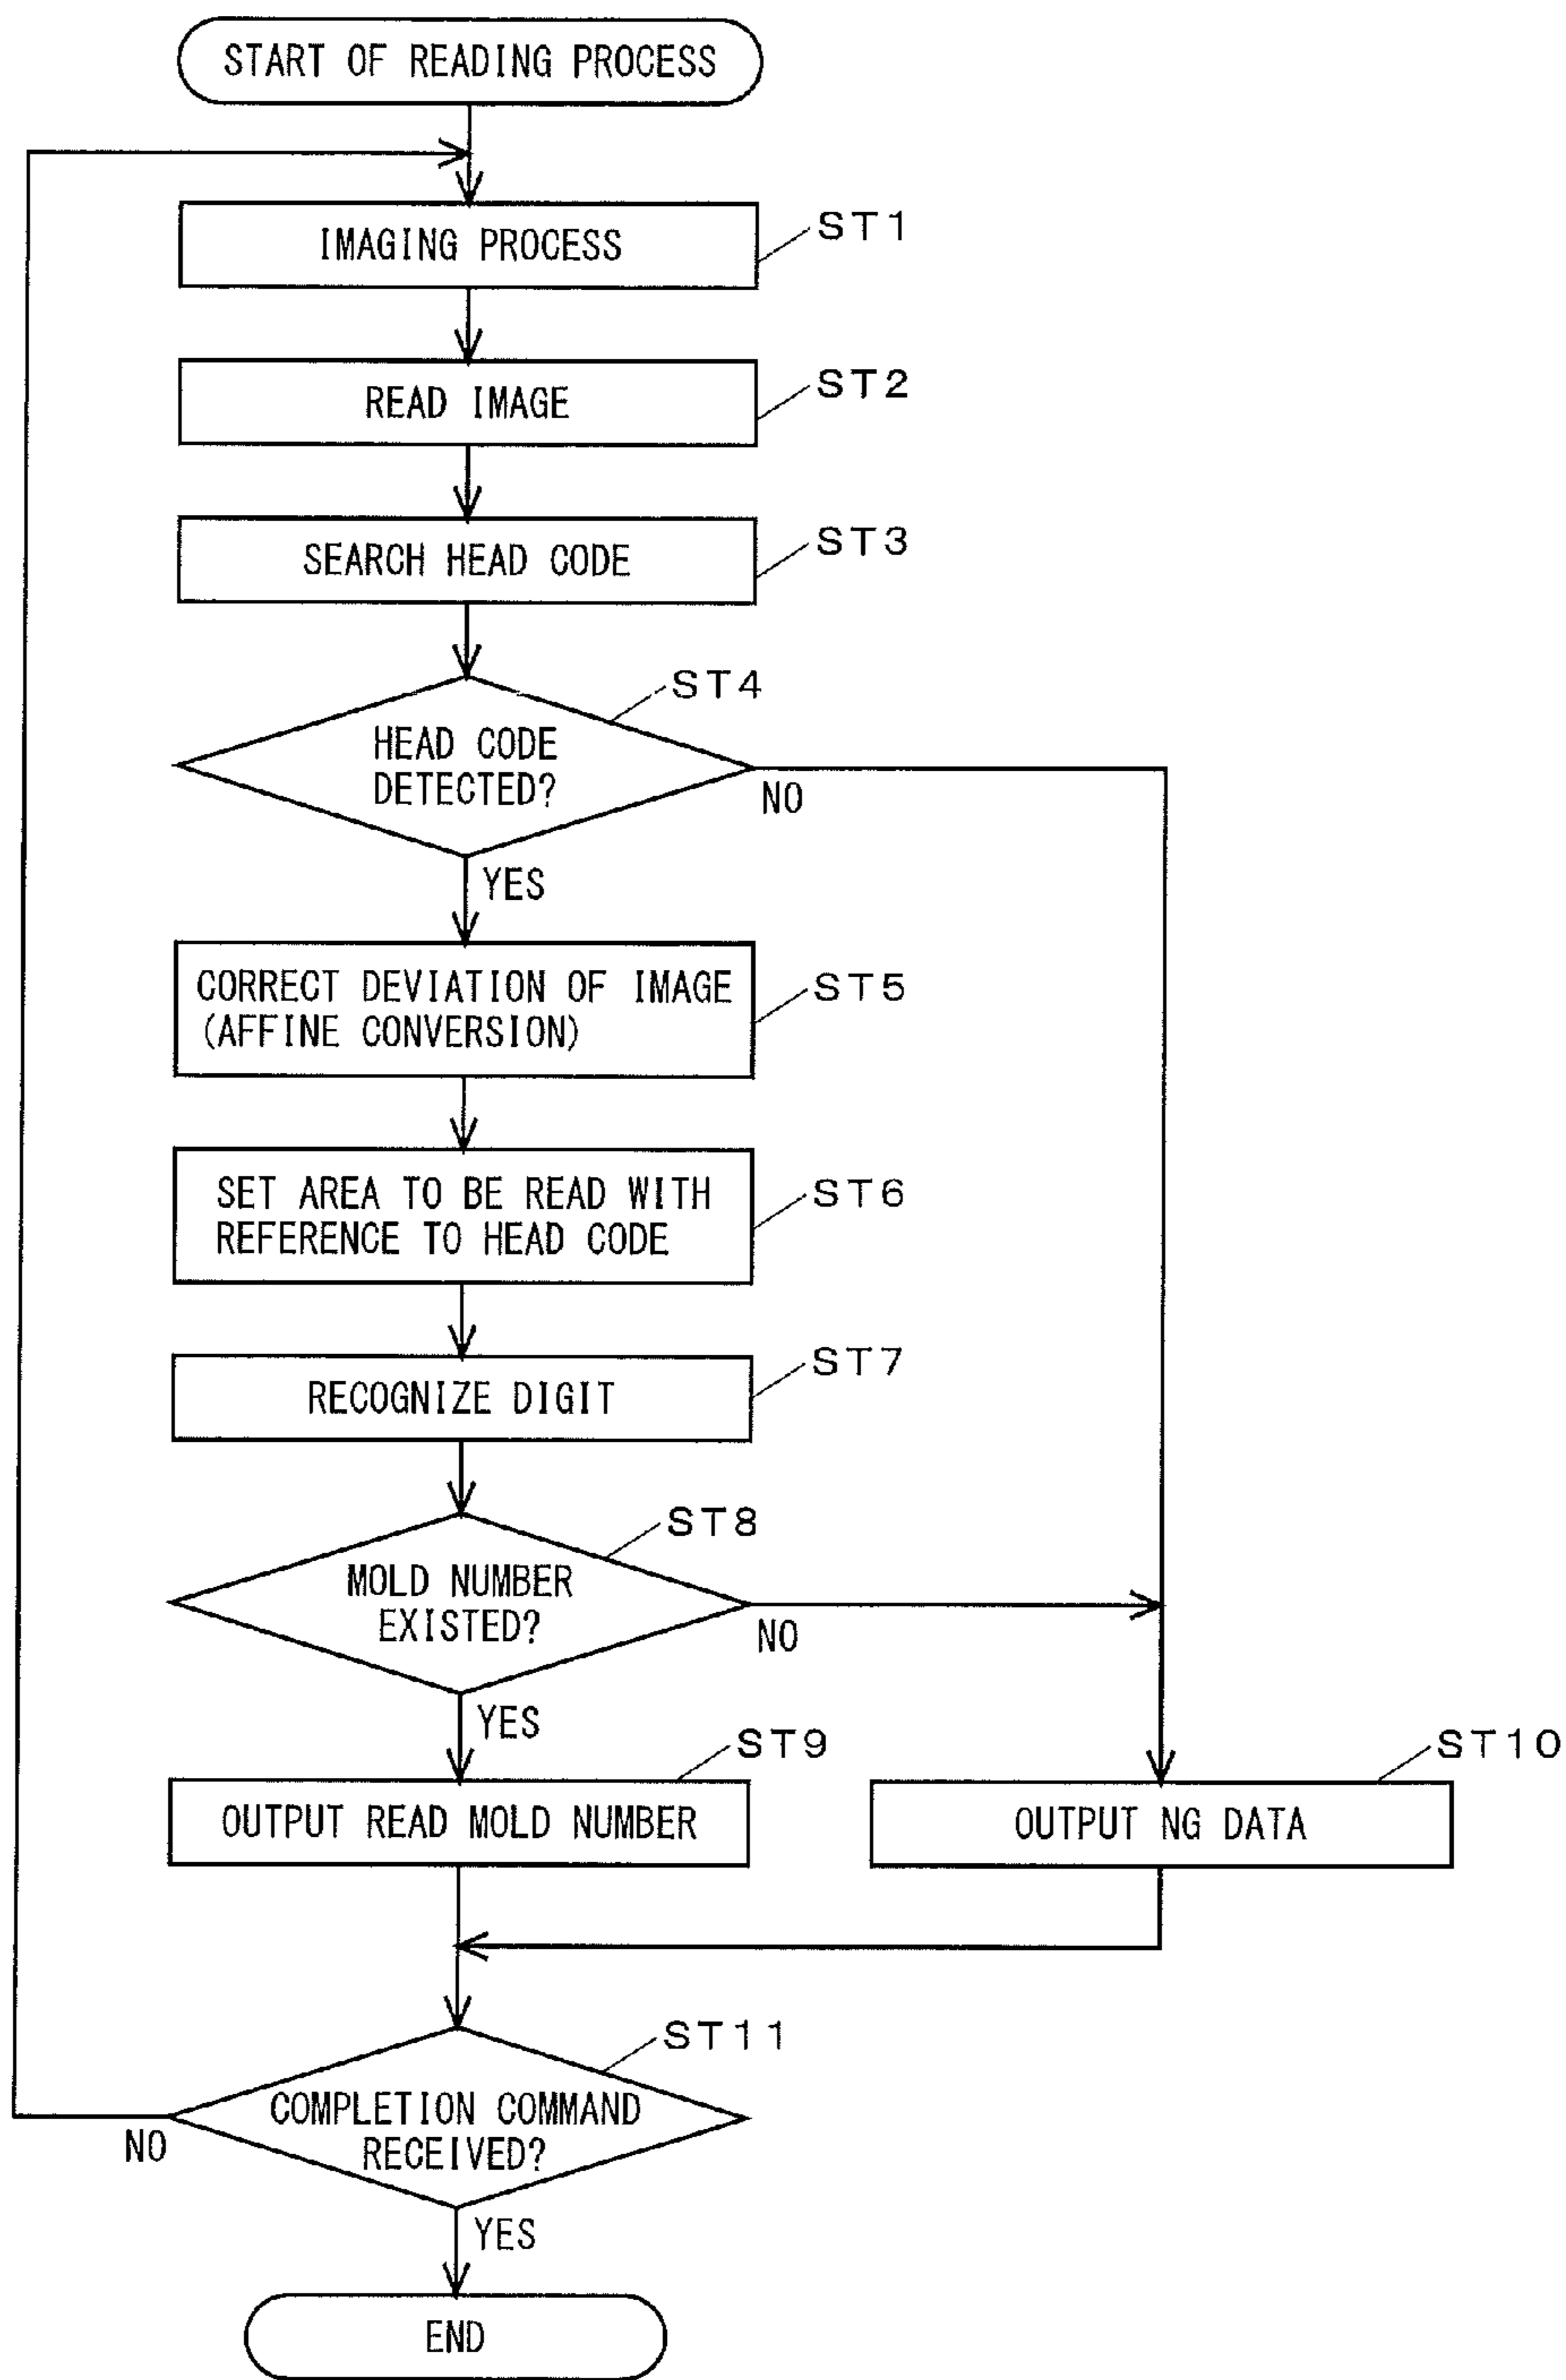 START OF READING PROCESS
IMAGING PROCESS
ST1
READ IMAGE
ST2
SEARCH HEAD CODE
ST3
ST4
HEAD CODE
DETECTED?
NO
YES
CORRECT DEVIATION OF IMAGE
(AFFINE CONVERSION)
ST5
SET AREA TO BE READ WITH
REFERENCE TO HEAD CODE
ST6
RECOGNIZE DIGIT
ST7
ST8
MOLD NUMBER
EXISTED?
NO
YES
ST9
OUTPUT READ MOLD NUMBER
ST10
OUTPUT NG DATA
ST11
COMPLETION COMMAND
RECEIVED?
NO
YES
END